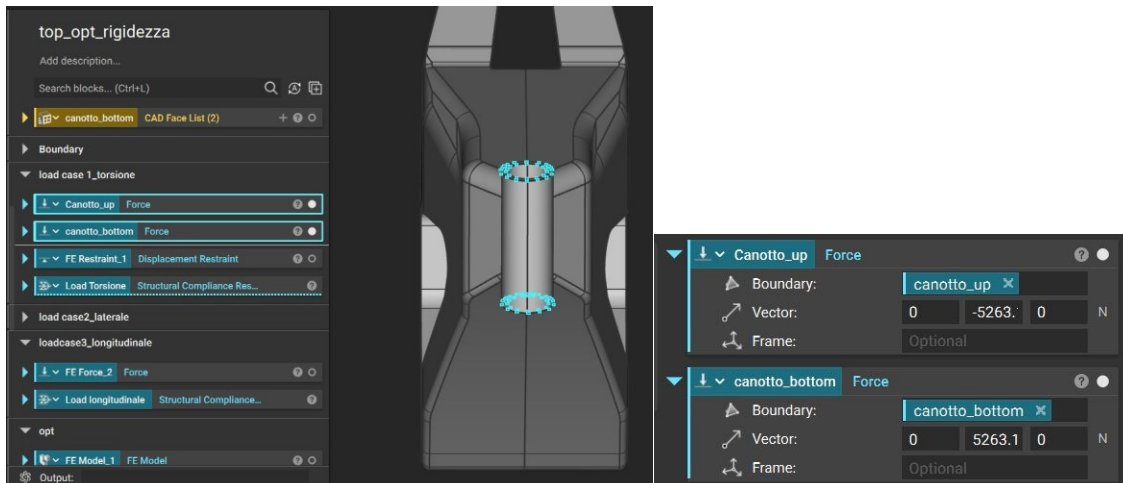 top_opt_rigidezza
Add description...
Search blocks... (Ctrl+L)
canotto_bottom CAD Face List (2)
Boundary
load case 1_torsione
Canotto_up Force
canotto_bottom Force
FE Restraint_1 Displacement Restraint
Load Torsione Structural Compliance Res...
load case2_laterale
loadcase3_longitudinale
FE Force_2 Force
Load longitudinale Structural Compliance...
opt
FE Model_1 FE Model
Output:
Canotto_up Force
Boundary: canotto_up
Vector: 0 -5263. 0 N
Frame: Optional
canotto_bottom Force
Boundary: canotto_bottom
Vector: 0 5263.1 0 N
Frame: Optional